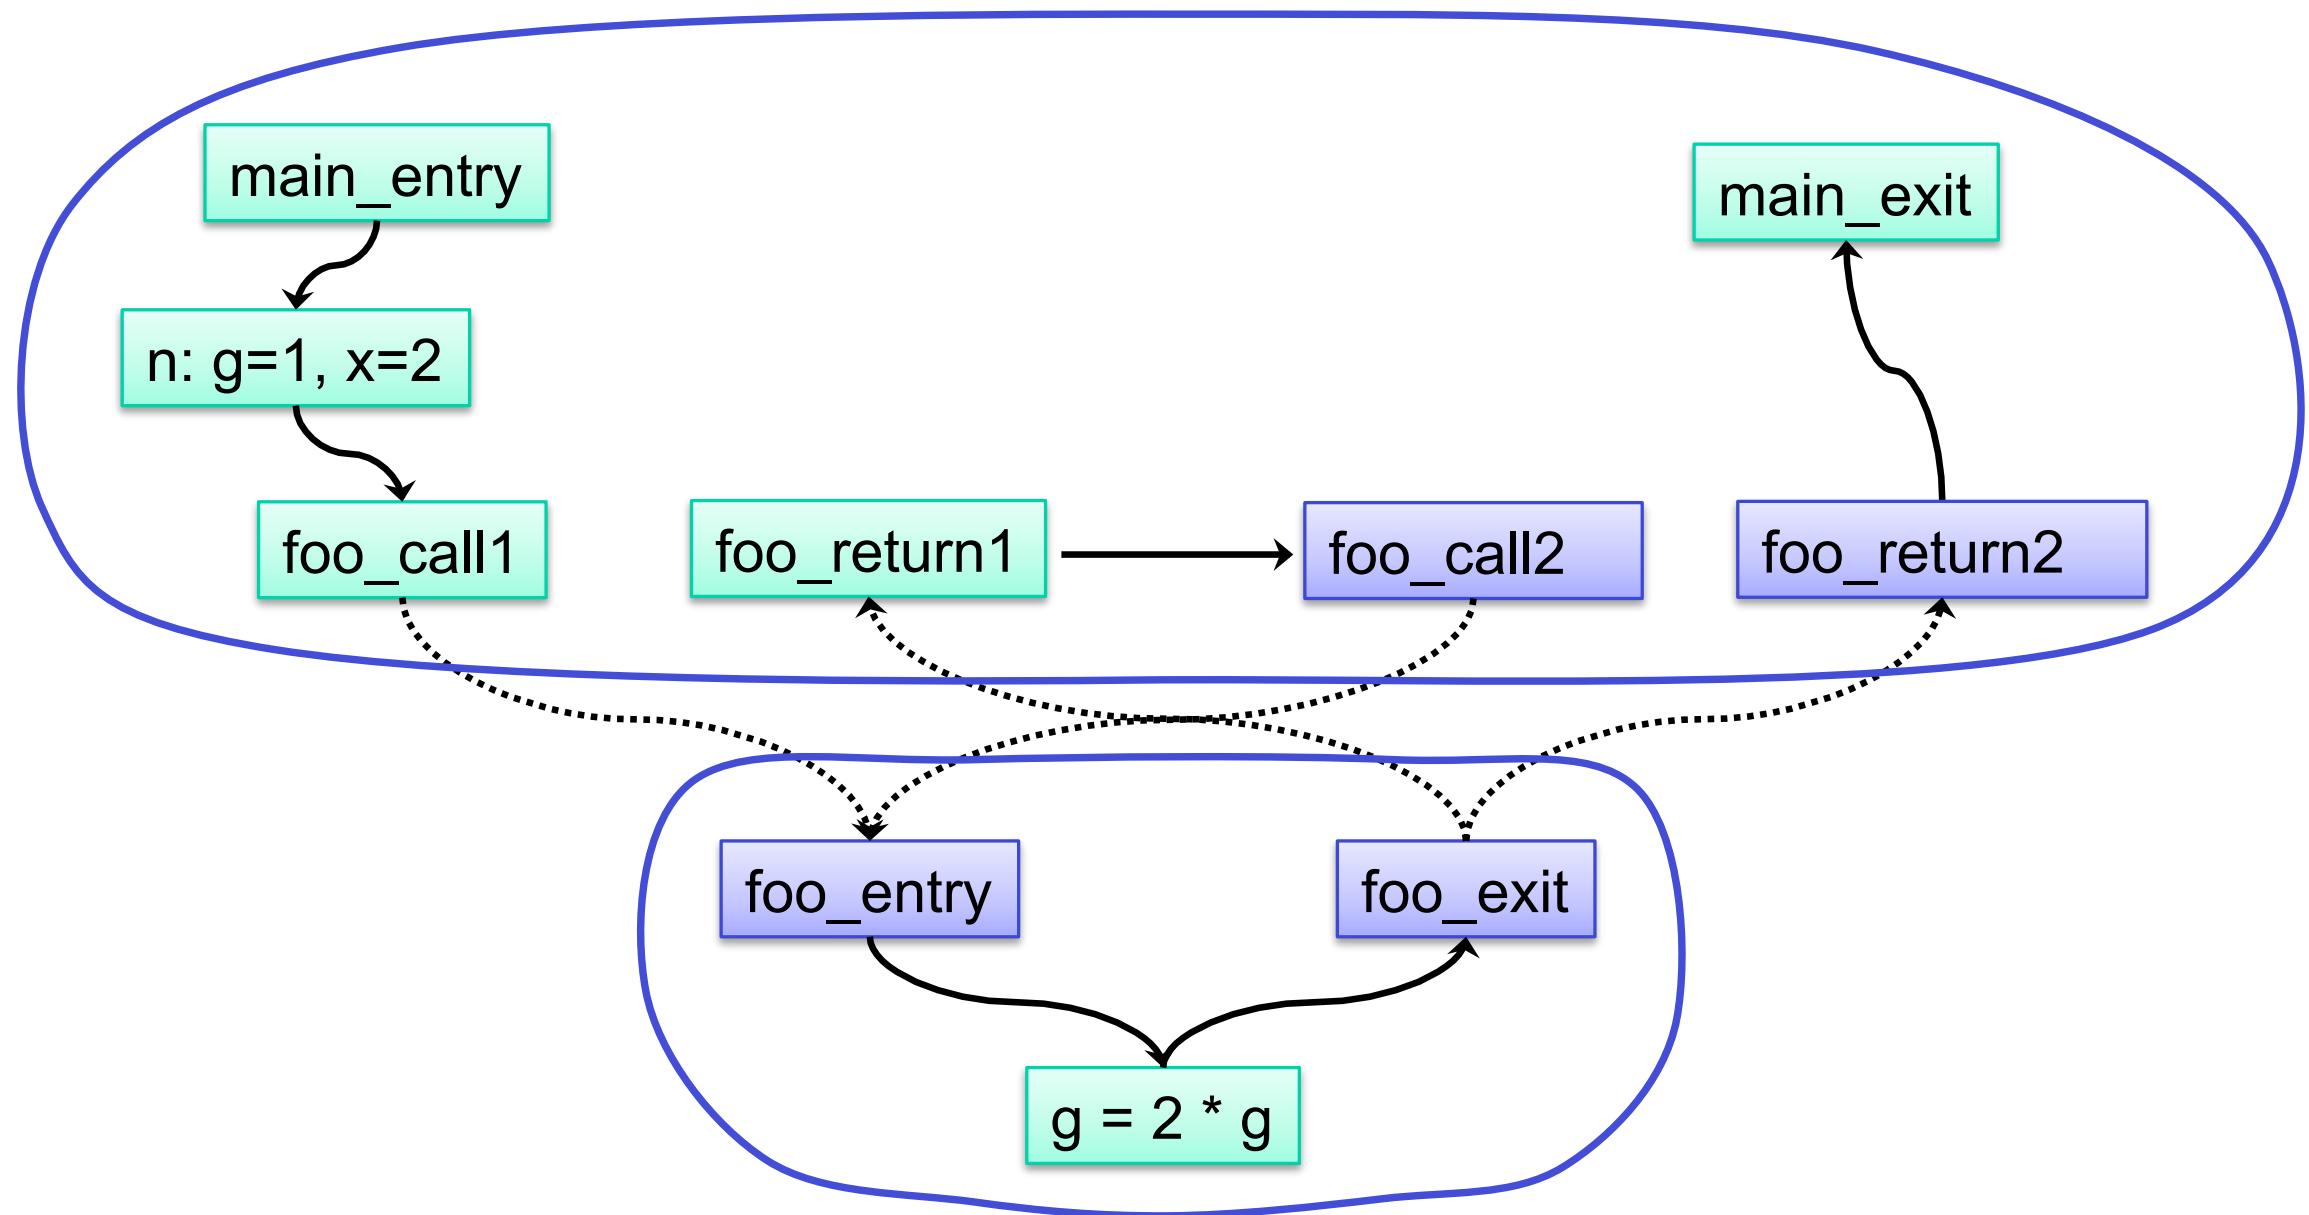 main_entry
main_exit
n: g=1, x=2
foo_call1
foo_return1
foo_call2
foo_return2
foo_entry
foo_exit
g = 2 * g